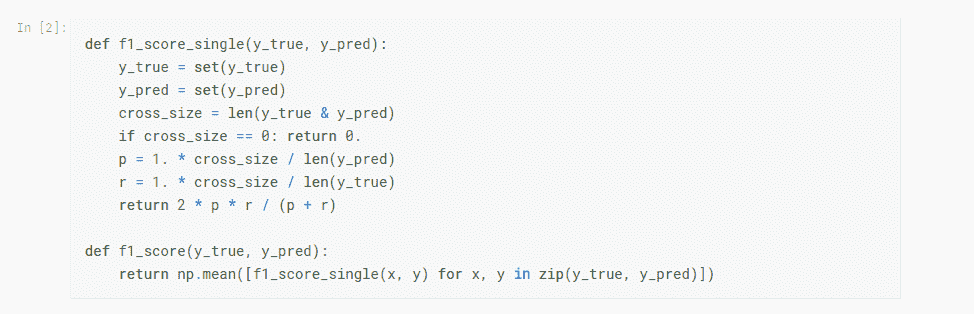 In [2]:
def f1_score_single(y_true, y_pred):
    y_true = set(y_true)
    y_pred = set(y_pred)
    cross_size = len(y_true & y_pred)
    if cross_size == 0: return 0.
    p = 1. * cross_size / len(y_pred)
    r = 1. * cross_size / len(y_true)
    return 2 * p * r / (p + r)

def f1_score(y_true, y_pred):
    return np.mean([f1_score_single(x, y) for x, y in zip(y_true, y_pred)])